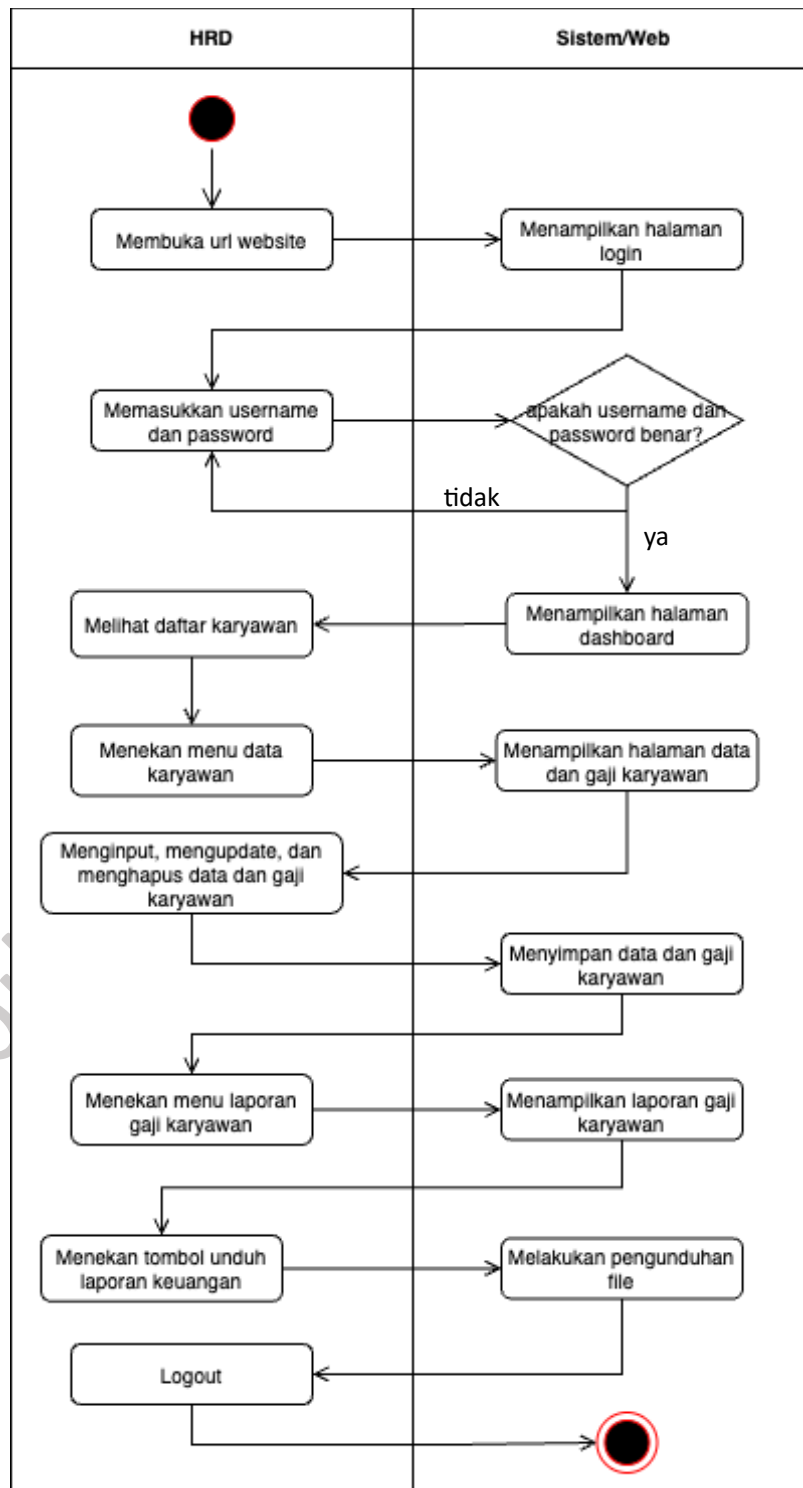 HRD
Sistem/Web
Membuka url website
Menampilkan halaman
login
Memasukkan username
dan password
apakah username dan
password benar?
tidak
ya
Melihat daftar karyawan
Menampilkan halaman
dashboard
Menekan menu data
karyawan
Menampilkan halaman data
dan gaji karyawan
Menginput, mengupdate, dan
menghapus data dan gaji
karyawan
Menyimpan data dan gaji
karyawan
Menekan menu laporan
gaji karyawan
Menampilkan laporan gaji
karyawan
Menekan tombol unduh
laporan keuangan
Melakukan pengunduhan
file
Logout